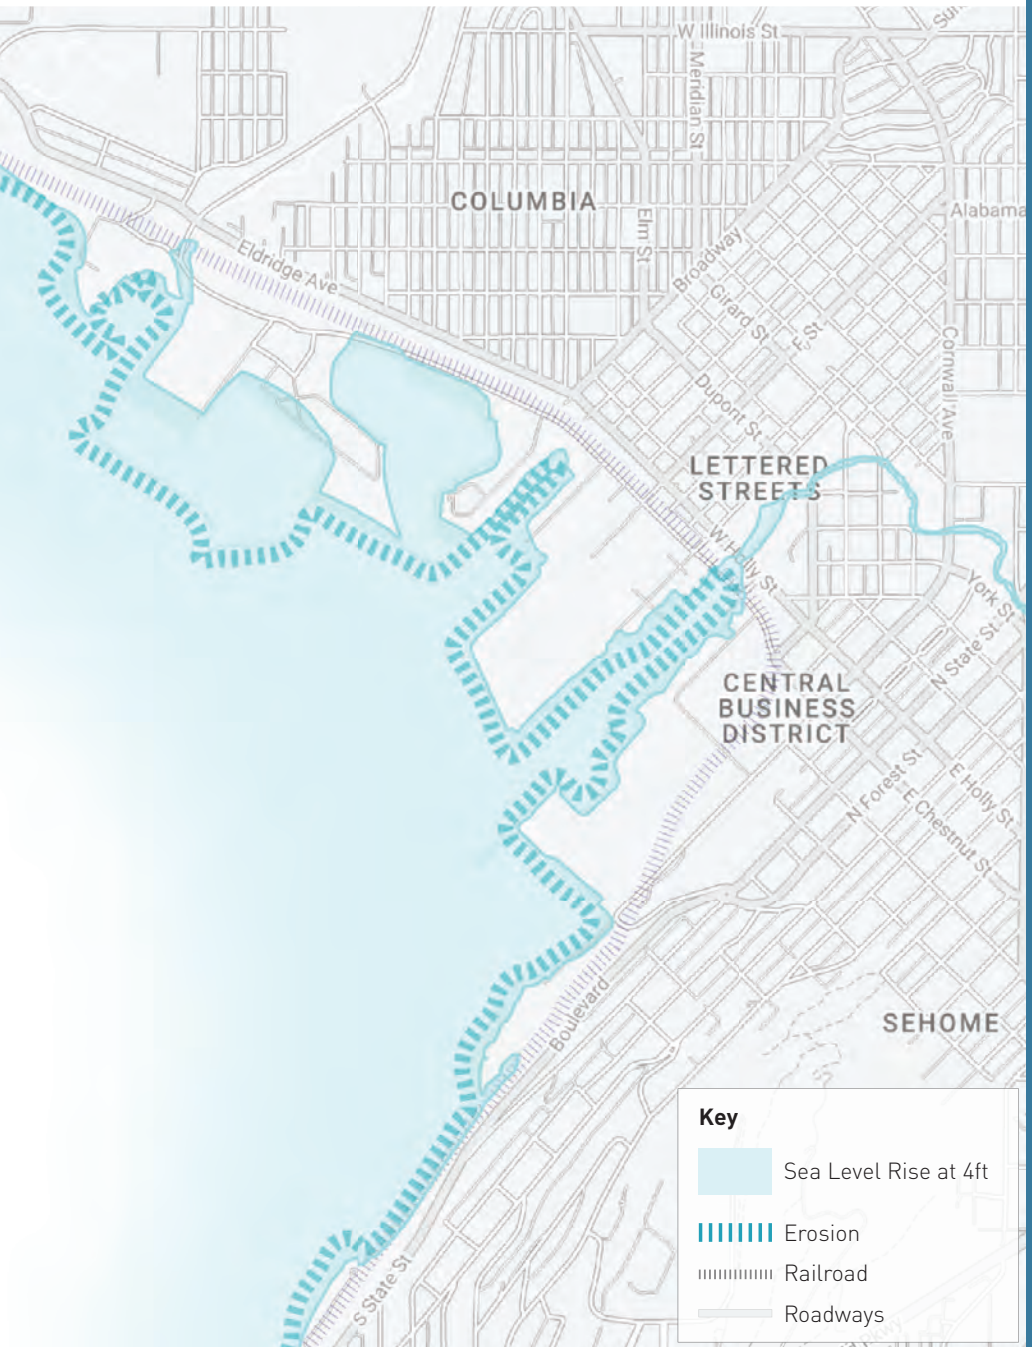 W Illinois St
Meridian St
COLUMBIA
Alabama
Elm St
Eldridge Ave
Broadway
Girard St
F St
Cornwall Ave
Dupont St
LETTERED
STREETS
W Holly St
York St
N State St
CENTRAL
BUSINESS
DISTRICT
N Forest St
E Holly St
E Chestnut St
Boulevard
SEHOME
S State St
Key
Sea Level Rise at 4ft
Erosion
Railroad
Roadways